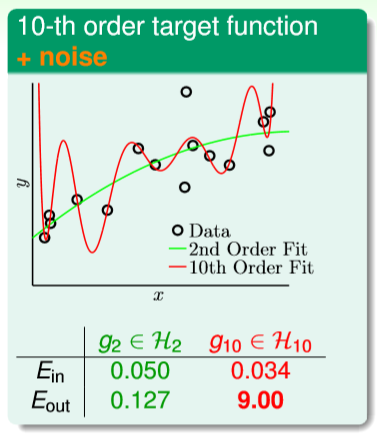 10-th order target function
+ noise
y
Data
2nd Order Fit
10th Order Fit
x
g₂ ∈ ℋ₂ g₁₀ ∈ ℋ₁₀
E_in 0.050 0.034
E_out 0.127 9.00